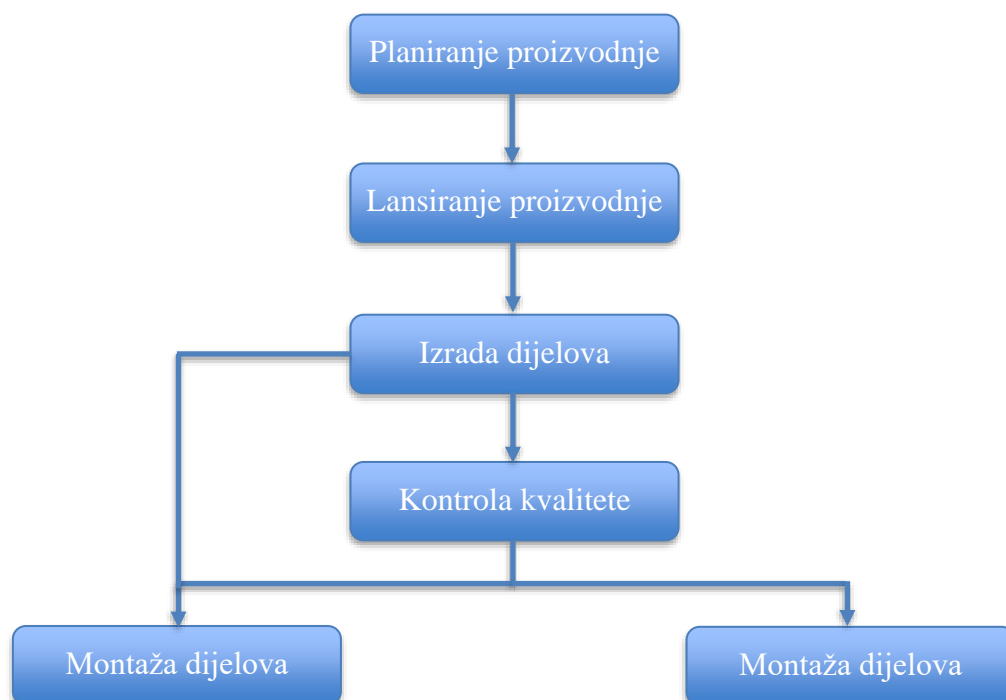 Planiranje proizvodnje
Lansiranje proizvodnje
Izrada dijelova
Kontrola kvalitete
Montaža dijelova
Montaža dijelova